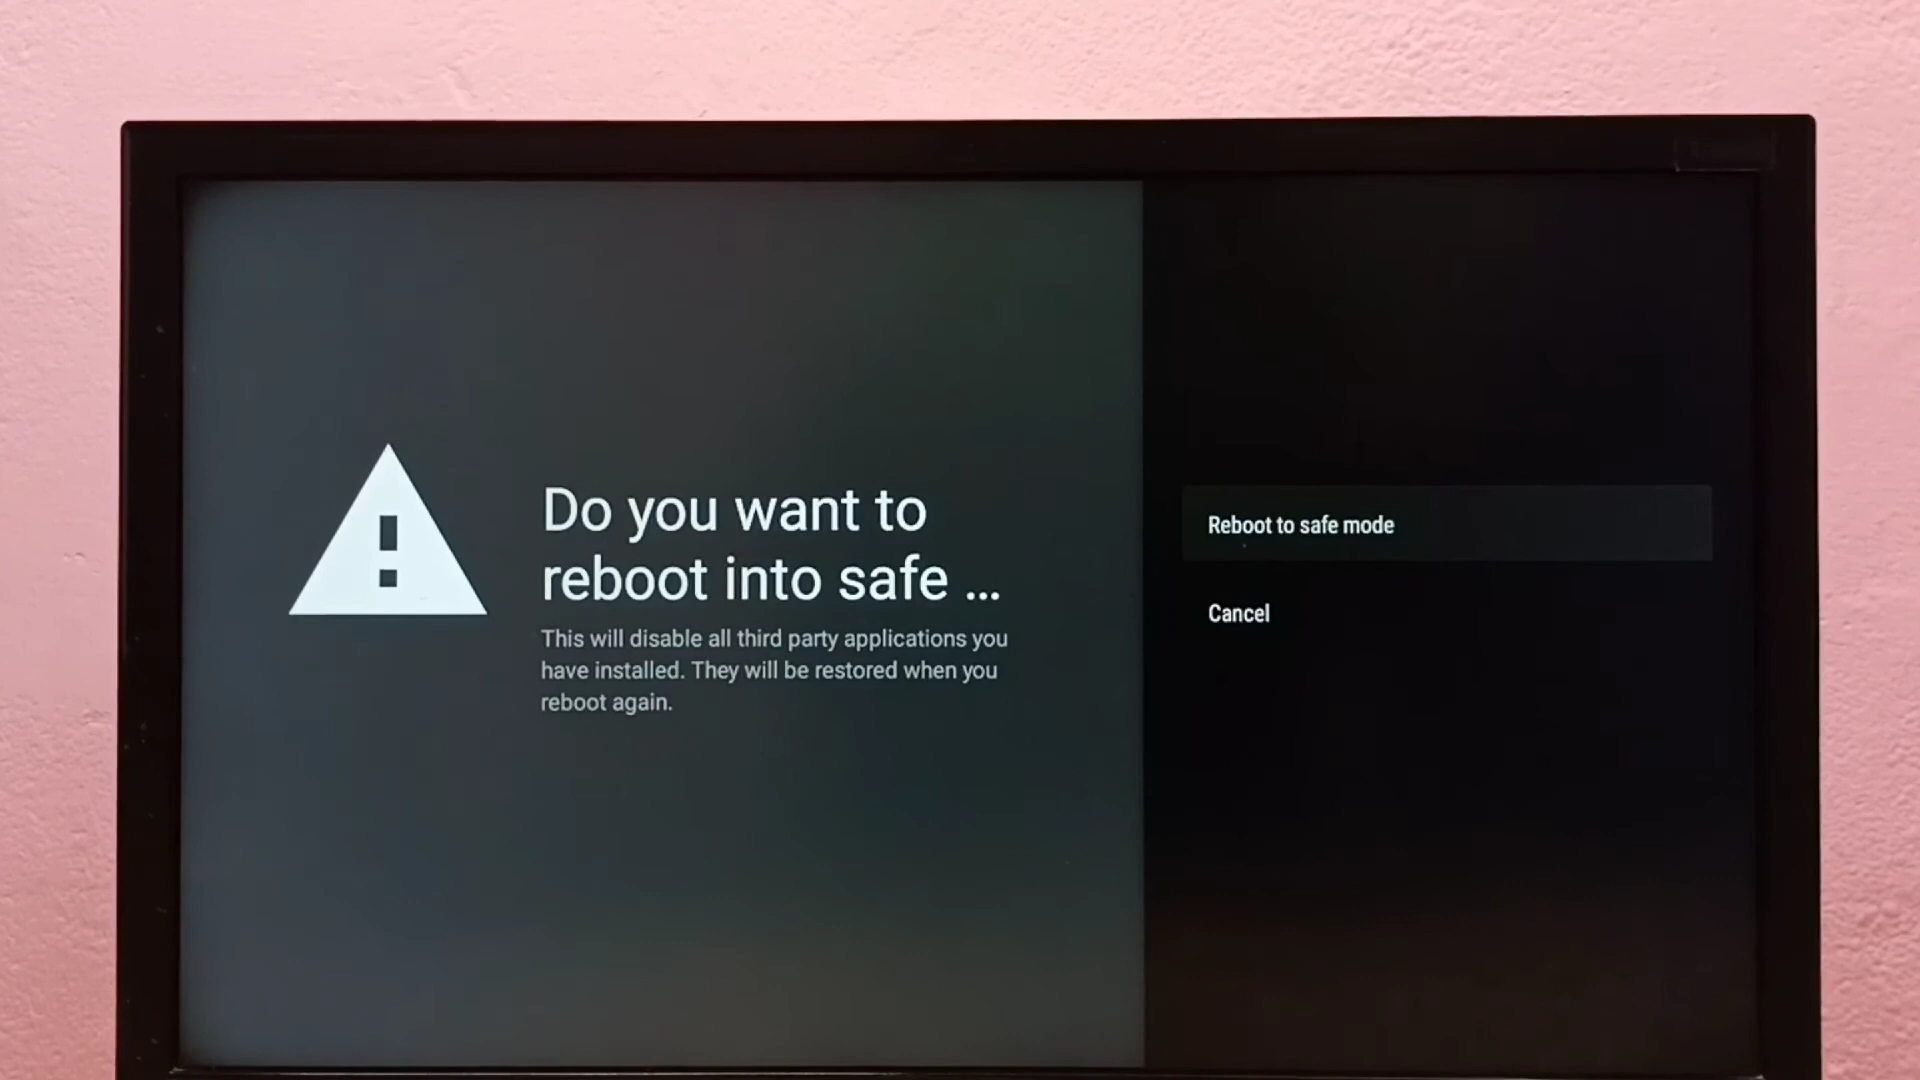 Do you want to
reboot into safe ...
This will disable all third party applications you
have installed. They will be restored when you
reboot again.
Reboot to safe mode
Cancel